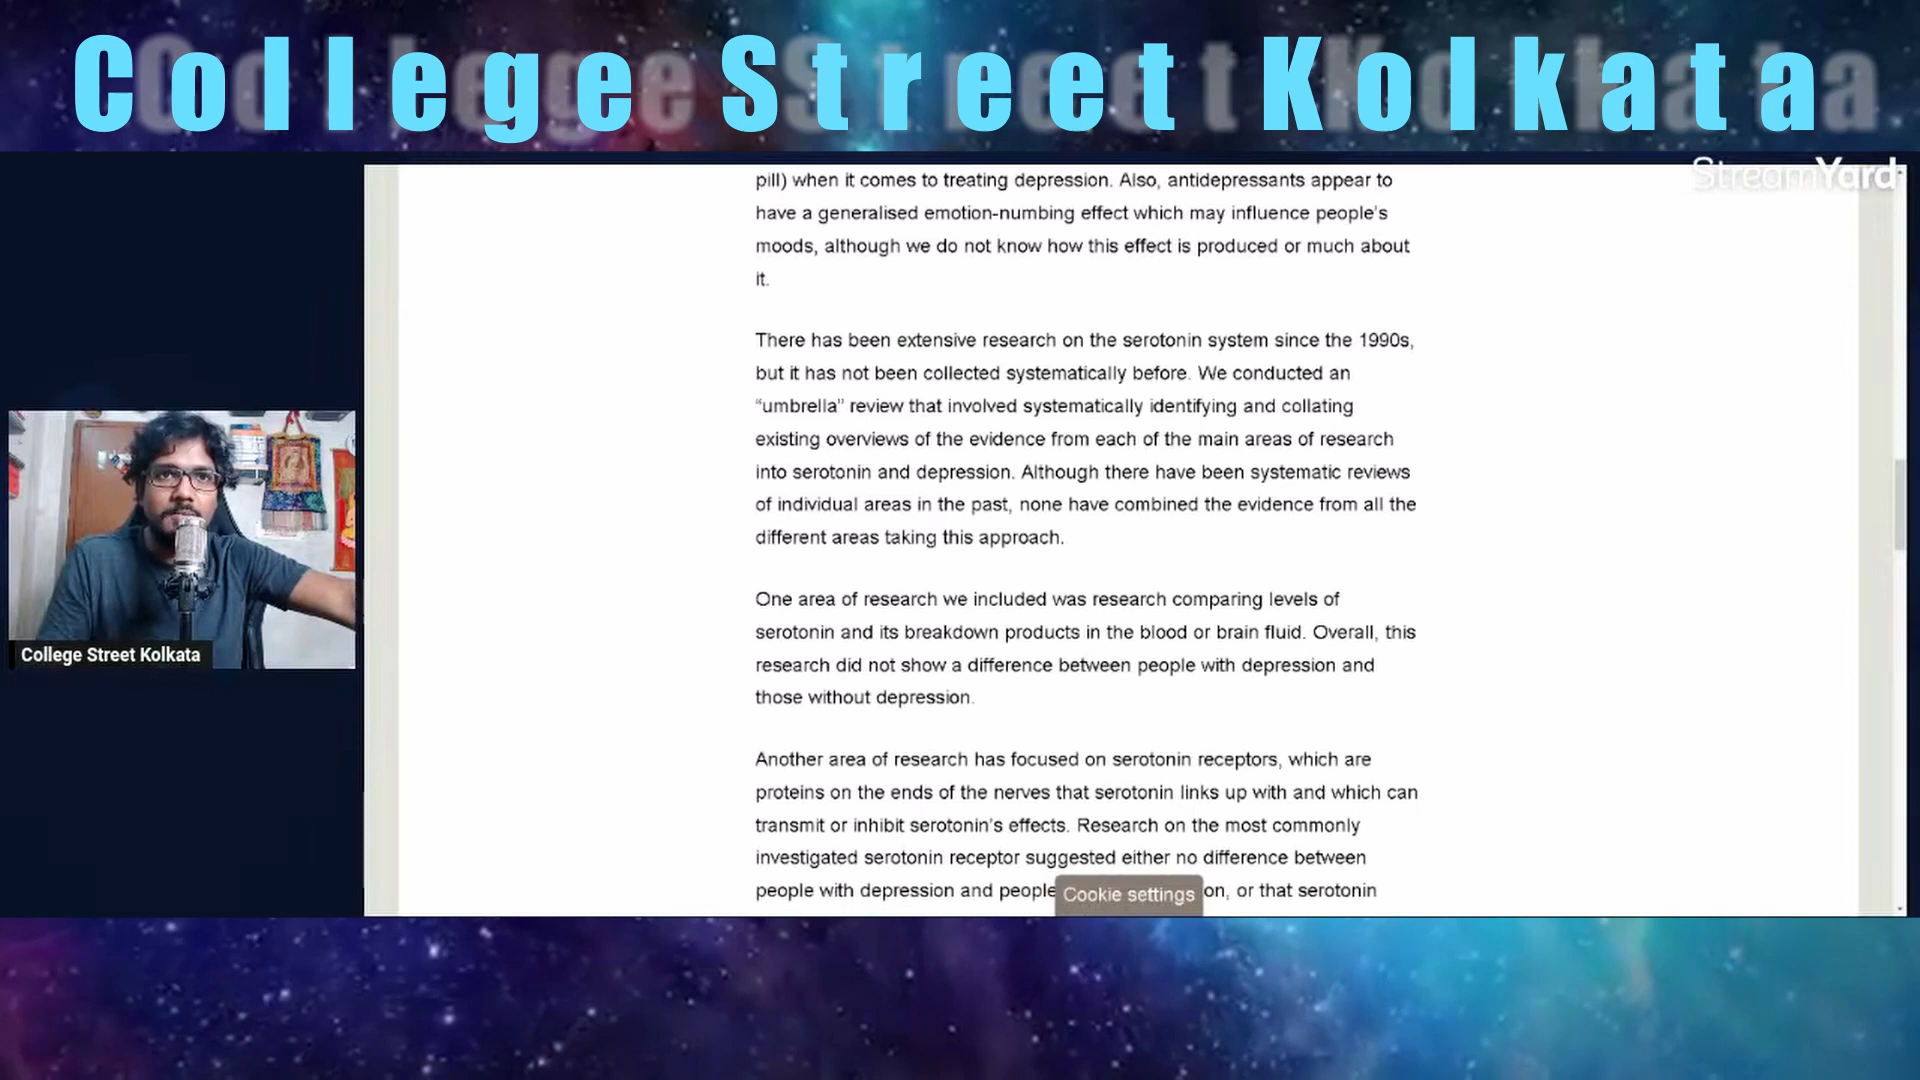 College Street Kolkata
StreamYard
pill) when it comes to treating depression. Also, antidepressants appear to
have a generalised emotion-numbing effect which may influence people's
moods, although we do not know how this effect is produced or much about
it.
There has been extensive research on the serotonin system since the 1990s,
but it has not been collected systematically before. We conducted an
“umbrella” review that involved systematically identifying and collating
existing overviews of the evidence from each of the main areas of research
into serotonin and depression. Although there have been systematic reviews
of individual areas in the past, none have combined the evidence from all the
different areas taking this approach.
One area of research we included was research comparing levels of
serotonin and its breakdown products in the blood or brain fluid. Overall, this
research did not show a difference between people with depression and
those without depression.
Another area of research has focused on serotonin receptors, which are
proteins on the ends of the nerves that serotonin links up with and which can
transmit or inhibit serotonin's effects. Research on the most commonly
investigated serotonin receptor suggested either no difference between
people with depression and people on, or that serotonin
Cookie settings
College Street Kolkata